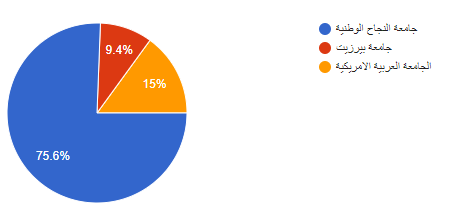 جامعة النجاح الوطنية
جامعة بيرزيت
الجامعة العربية الامريكية
9.4%
15%
75.6%